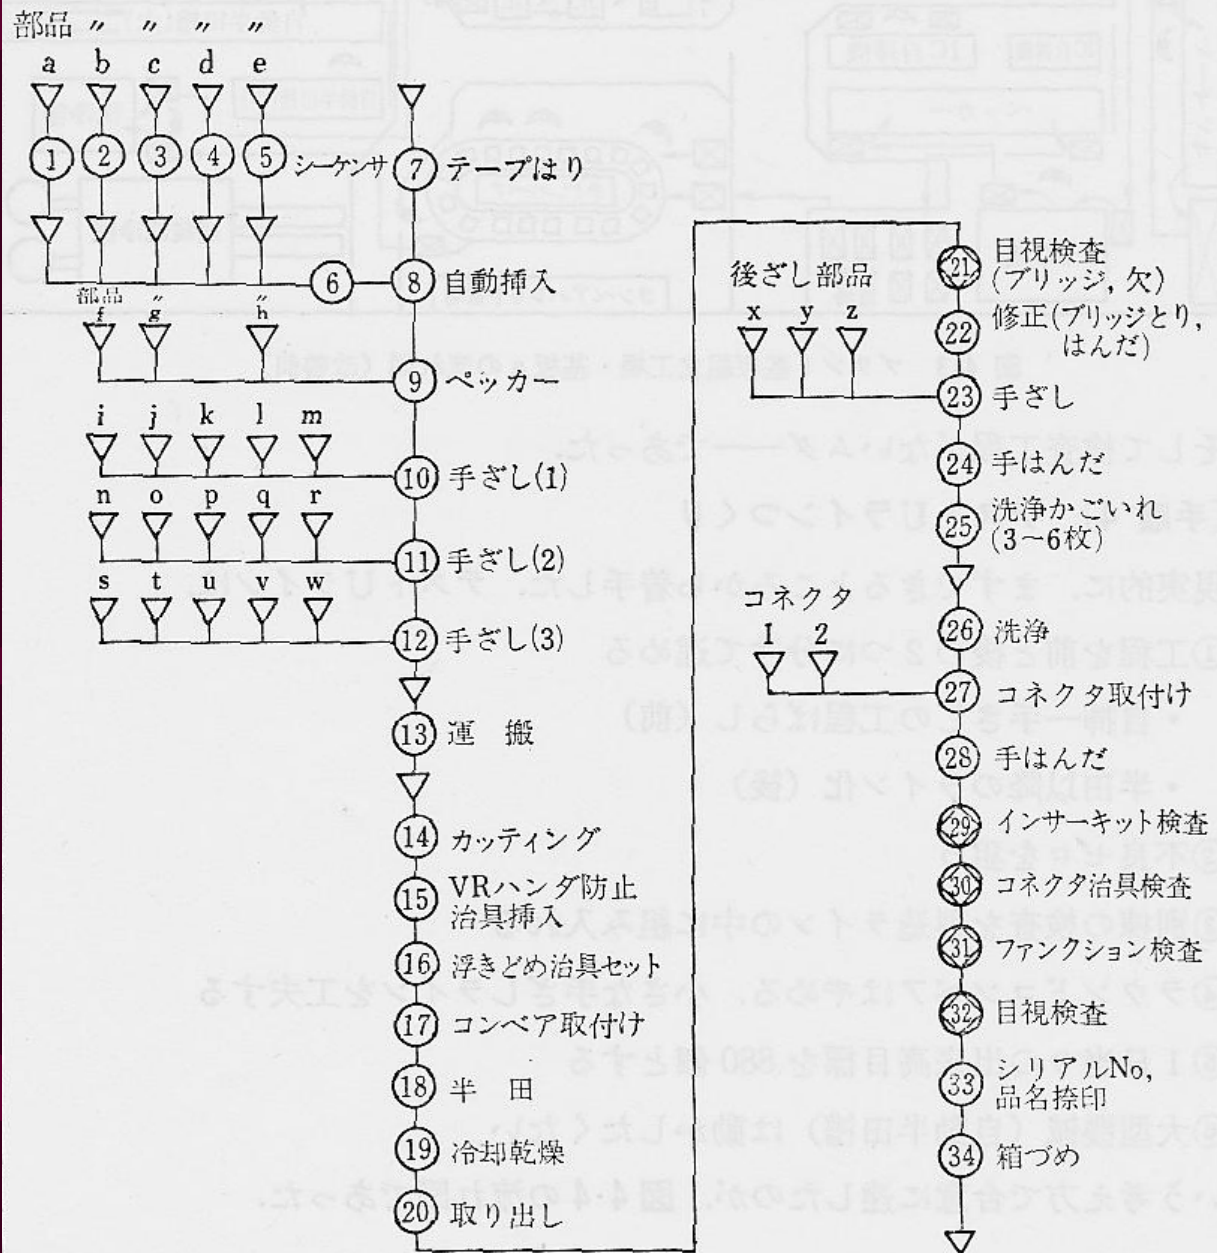 部品 〃 〃 〃 〃
a b c d e
① ② ③ ④ ⑤ シーケンサ ⑦ テープはり
⑥ ⑧ 自動挿入
部品 〃 〃
f g h
⑨ ペッカー
i j k l m
⑩ 手ざし(1)
n o p q r
⑪ 手ざし(2)
s t u v w
⑫ 手ざし(3)
⑬ 運搬
⑭ カッティング
⑮ VRハンダ防止
治具挿入
⑯ 浮きどめ治具セット
⑰ コンベア取付け
⑱ 半田
⑲ 冷却乾燥
⑳ 取り出し
㉑ 目視検査
(ブリッジ, 欠)
㉒ 修正(ブリッジとり,
はんだ)
後ざし部品
x y z
㉓ 手ざし
㉔ 手はんだ
㉕ 洗浄かごいれ
(3~6枚)
㉖ 洗浄
コネクタ
1 2
㉗ コネクタ取付け
㉘ 手はんだ
㉙ インサーキット検査
㉚ コネクタ治具検査
㉛ ファンクション検査
㉜ 目視検査
㉝ シリアルNo,
品名捺印
㉞ 箱づめ